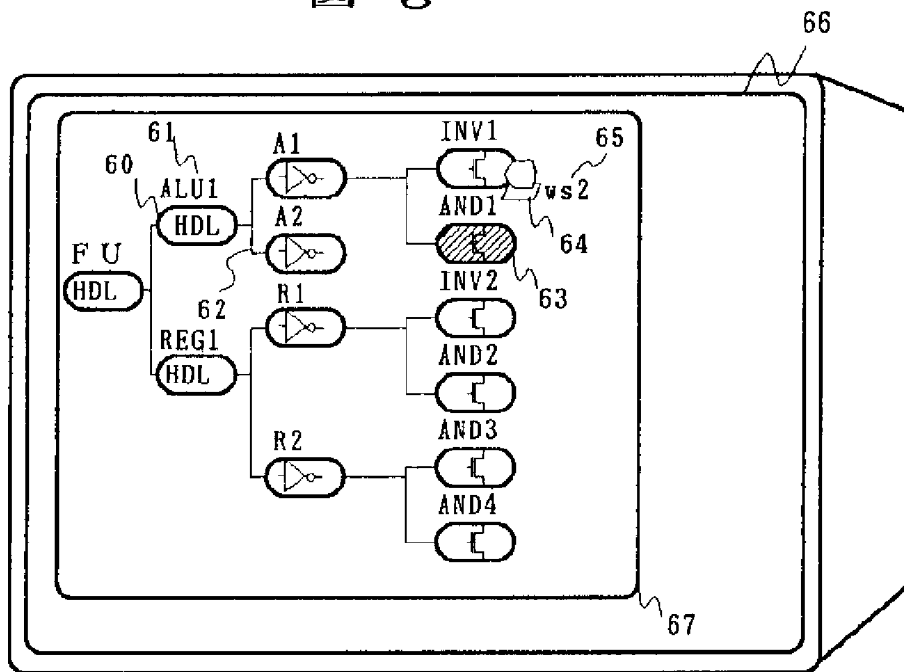 図
66
61
A1
INV1
65
60
ALU1
HDL
ws2
A2
AND1
64
F U
HDL
62
63
R1
INV2
REG1
HDL
AND2
R2
AND3
AND4
67